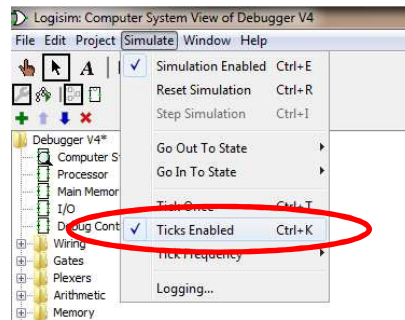 Logisim: Computer System View of Debugger V4
File Edit Project Simulate Window Help
A
Simulation Enabled Ctrl+E
Reset Simulation Ctrl+R
Step Simulation Ctrl+I
Go Out To State
Go In To State
Tick Once Ctrl+T
Ticks Enabled Ctrl+K
Tick Frequency
Logging...
Debugger V4*
Computer S
Processor
Main Memor
I/O
Debug Cont
Wiring
Gates
Plexers
Arithmetic
Memory